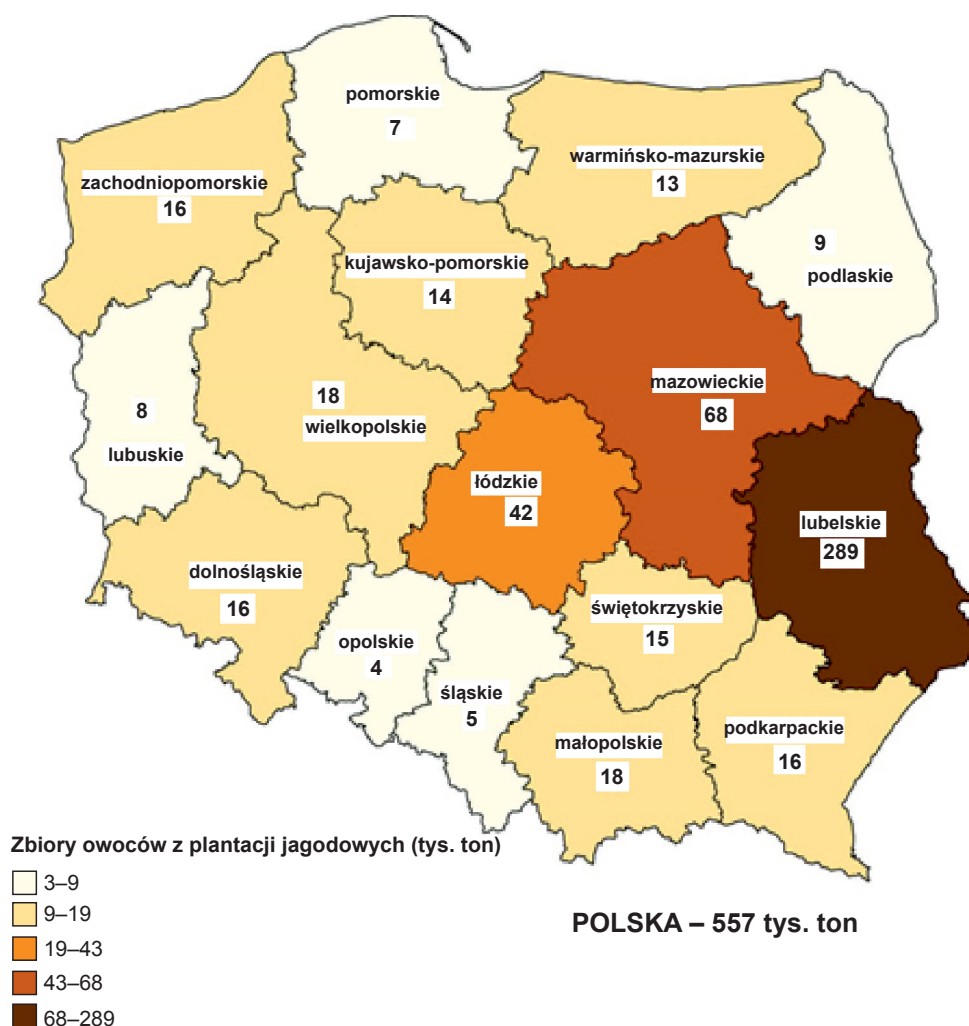 pomorskie
7
warmińsko-mazurskie
13
zachodniopomorskie
16
9
podlaskie
kujawsko-pomorskie
14
mazowieckie
68
18
wielkopolskie
8
lubuskie
łódzkie
42
lubelskie
289
dolnośląskie
16
świętokrzyskie
15
opolskie
4
śląskie
5
podkarpackie
16
małopolskie
18
Zbiory owoców z plantacji jagodowych (tys. ton)
3–9
9–19
19–43
43–68
68–289
POLSKA – 557 tys. ton